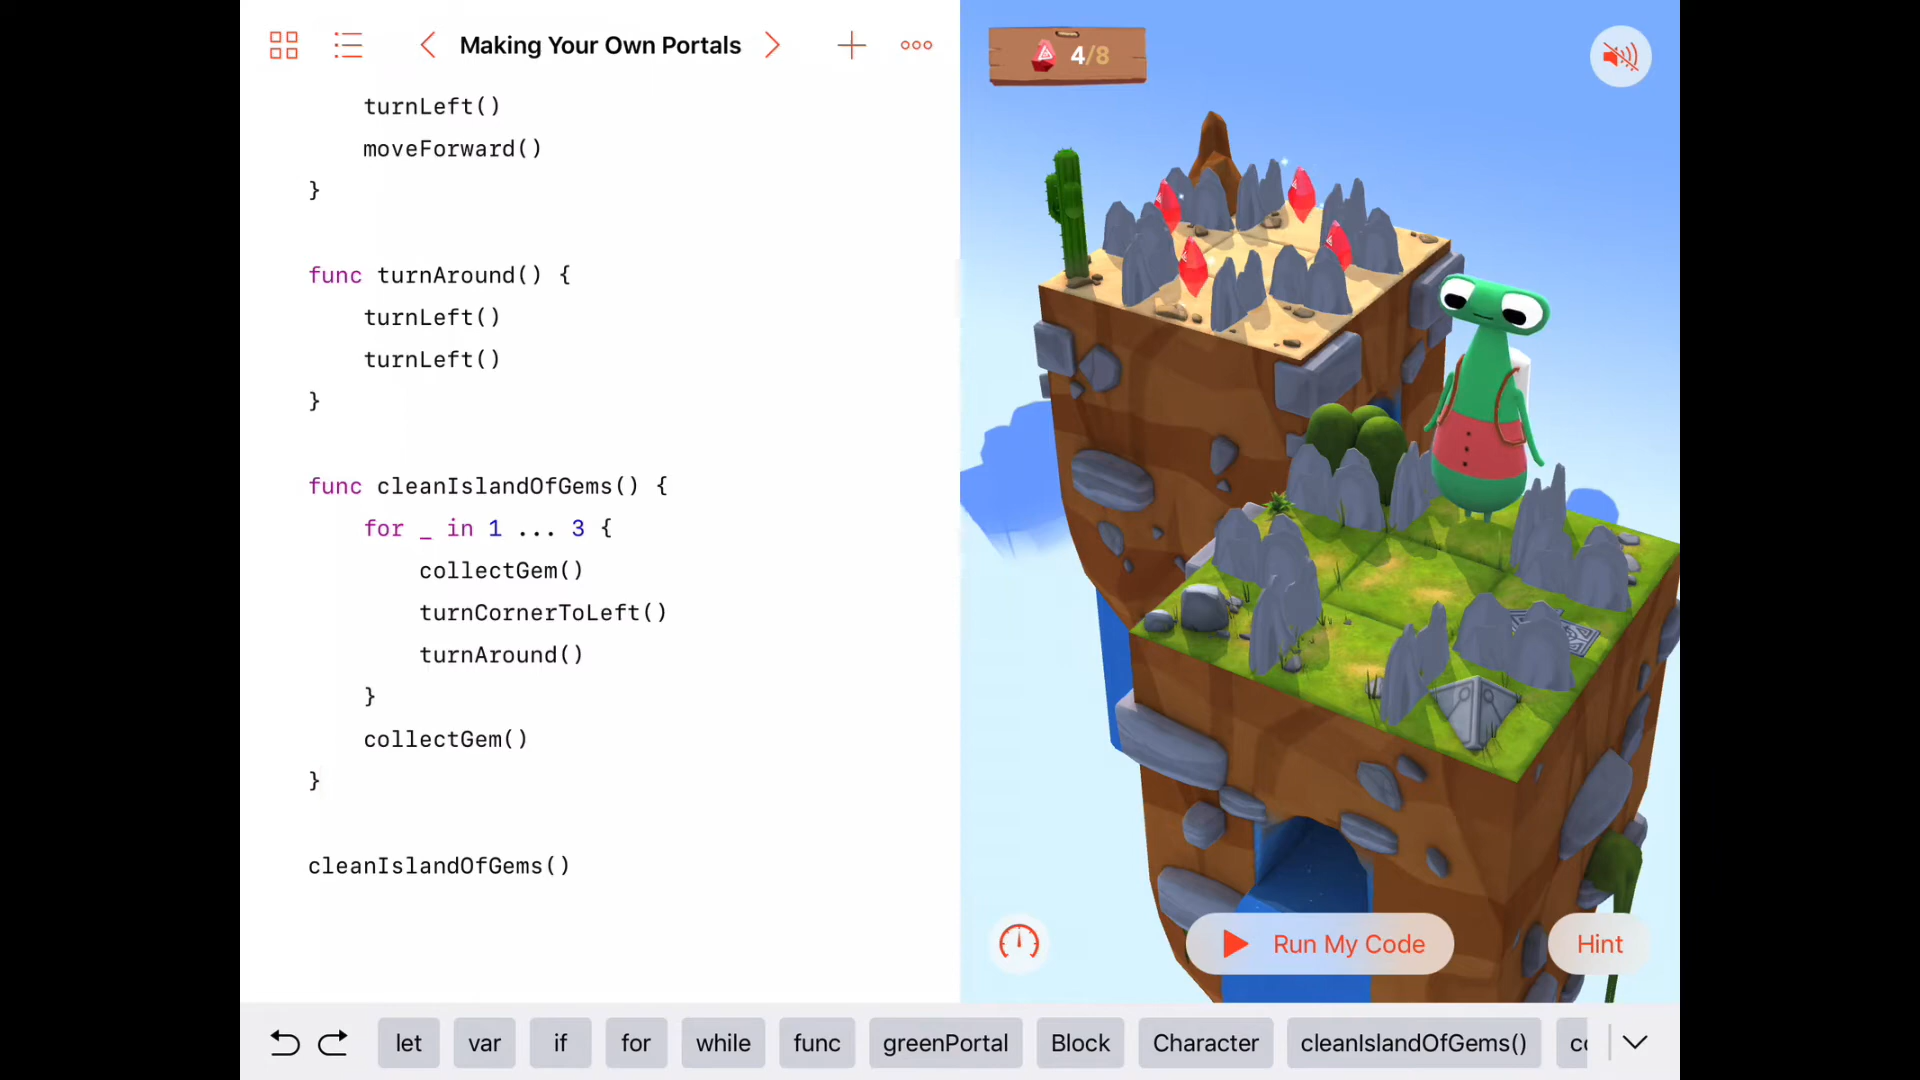 Making Your Own Portals
turnLeft()
moveForward()
}
func turnAround() {
turnLeft()
turnLeft()
}
func cleanIslandOfGems() {
for _ in 1 ... 3 {
collectGem()
turnCornerToLeft()
turnAround()
}
collectGem()
}
cleanIslandOfGems()
4/8
Run My Code
Hint
let var if for while func greenPortal Block Character cleanIslandOfGems()